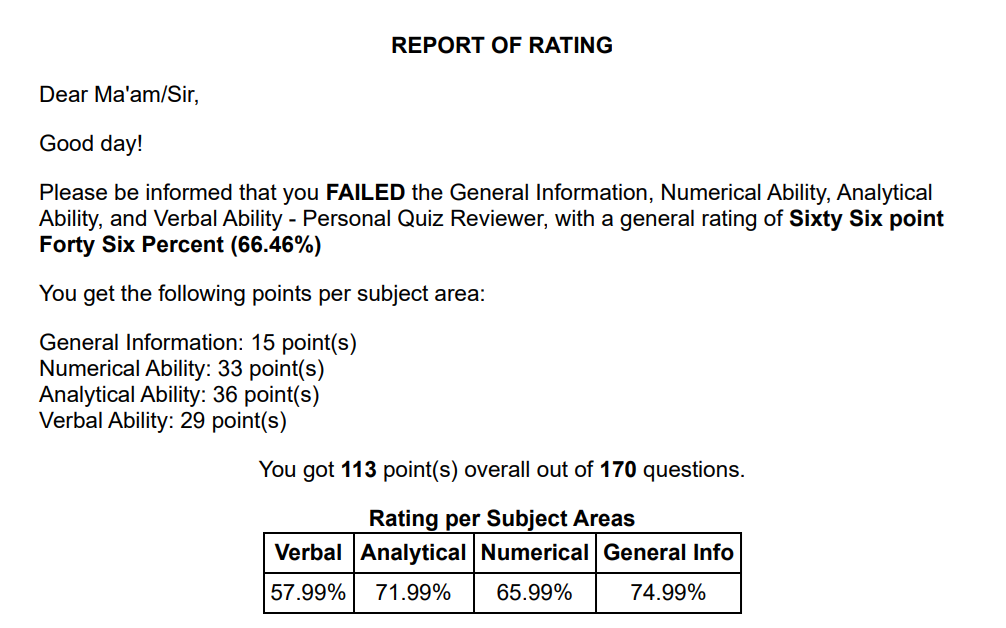 REPORT OF RATING
Dear Ma'am/Sir,
Good day!
Please be informed that you FAILED the General Information, Numerical Ability, Analytical
Ability, and Verbal Ability - Personal Quiz Reviewer, with a general rating of Sixty Six point
Forty Six Percent (66.46%)
You get the following points per subject area:
General Information: 15 point(s)
Numerical Ability: 33 point(s)
Analytical Ability: 36 point(s)
Verbal Ability: 29 point(s)
You got 113 point(s) overall out of 170 questions.
Rating per Subject Areas
Verbal Analytical Numerical General Info
57.99% 71.99% 65.99% 74.99%